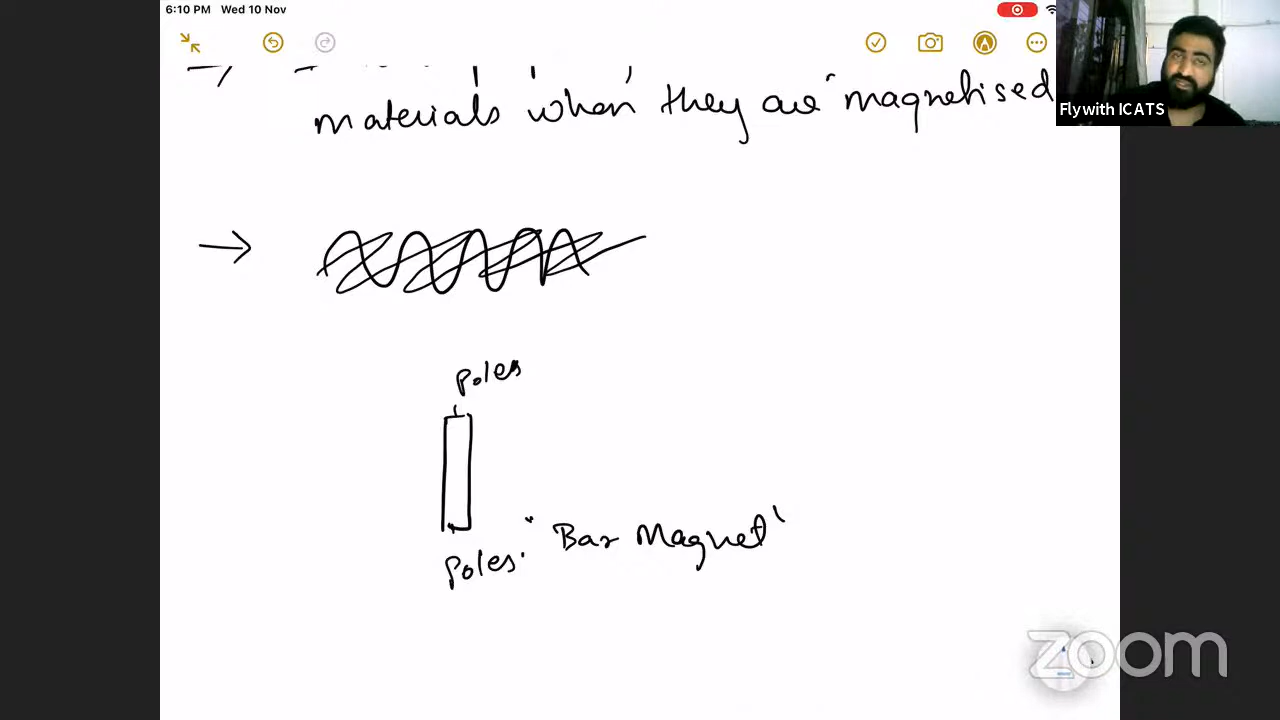 6:10 PM Wed 10 Nov
Flywith ICATS
materials when they are magnetised
poles
"Bar Magnet"
poles.
zoom